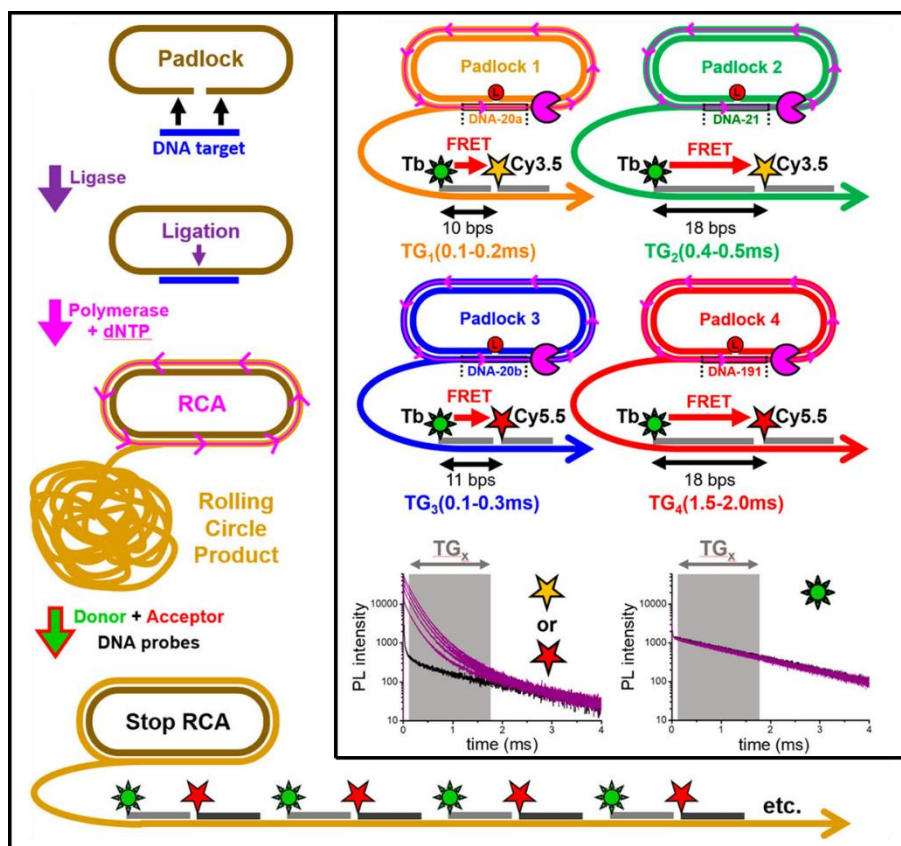 Padlock
DNA target
Ligase
Ligation
Polymerase
+ dNTP
RCA
Rolling
Circle
Product
Donor + Acceptor
DNA probes
Stop RCA
etc.
Padlock 1
L
DNA-20a
FRET
Tb
Cy3.5
10 bps
TG1(0.1-0.2ms)
Padlock 2
L
DNA-21
FRET
Tb
Cy3.5
18 bps
TG2(0.4-0.5ms)
Padlock 3
L
DNA-20b
FRET
Tb
Cy5.5
11 bps
TG3(0.1-0.3ms)
Padlock 4
L
DNA-191
FRET
Tb
Cy5.5
18 bps
TG4(1.5-2.0ms)
TGx
PL intensity
10000
1000
100
10
0 1 2 3 4
time (ms)
or
TGx
PL intensity
10000
1000
100
10
0 1 2 3 4
time (ms)